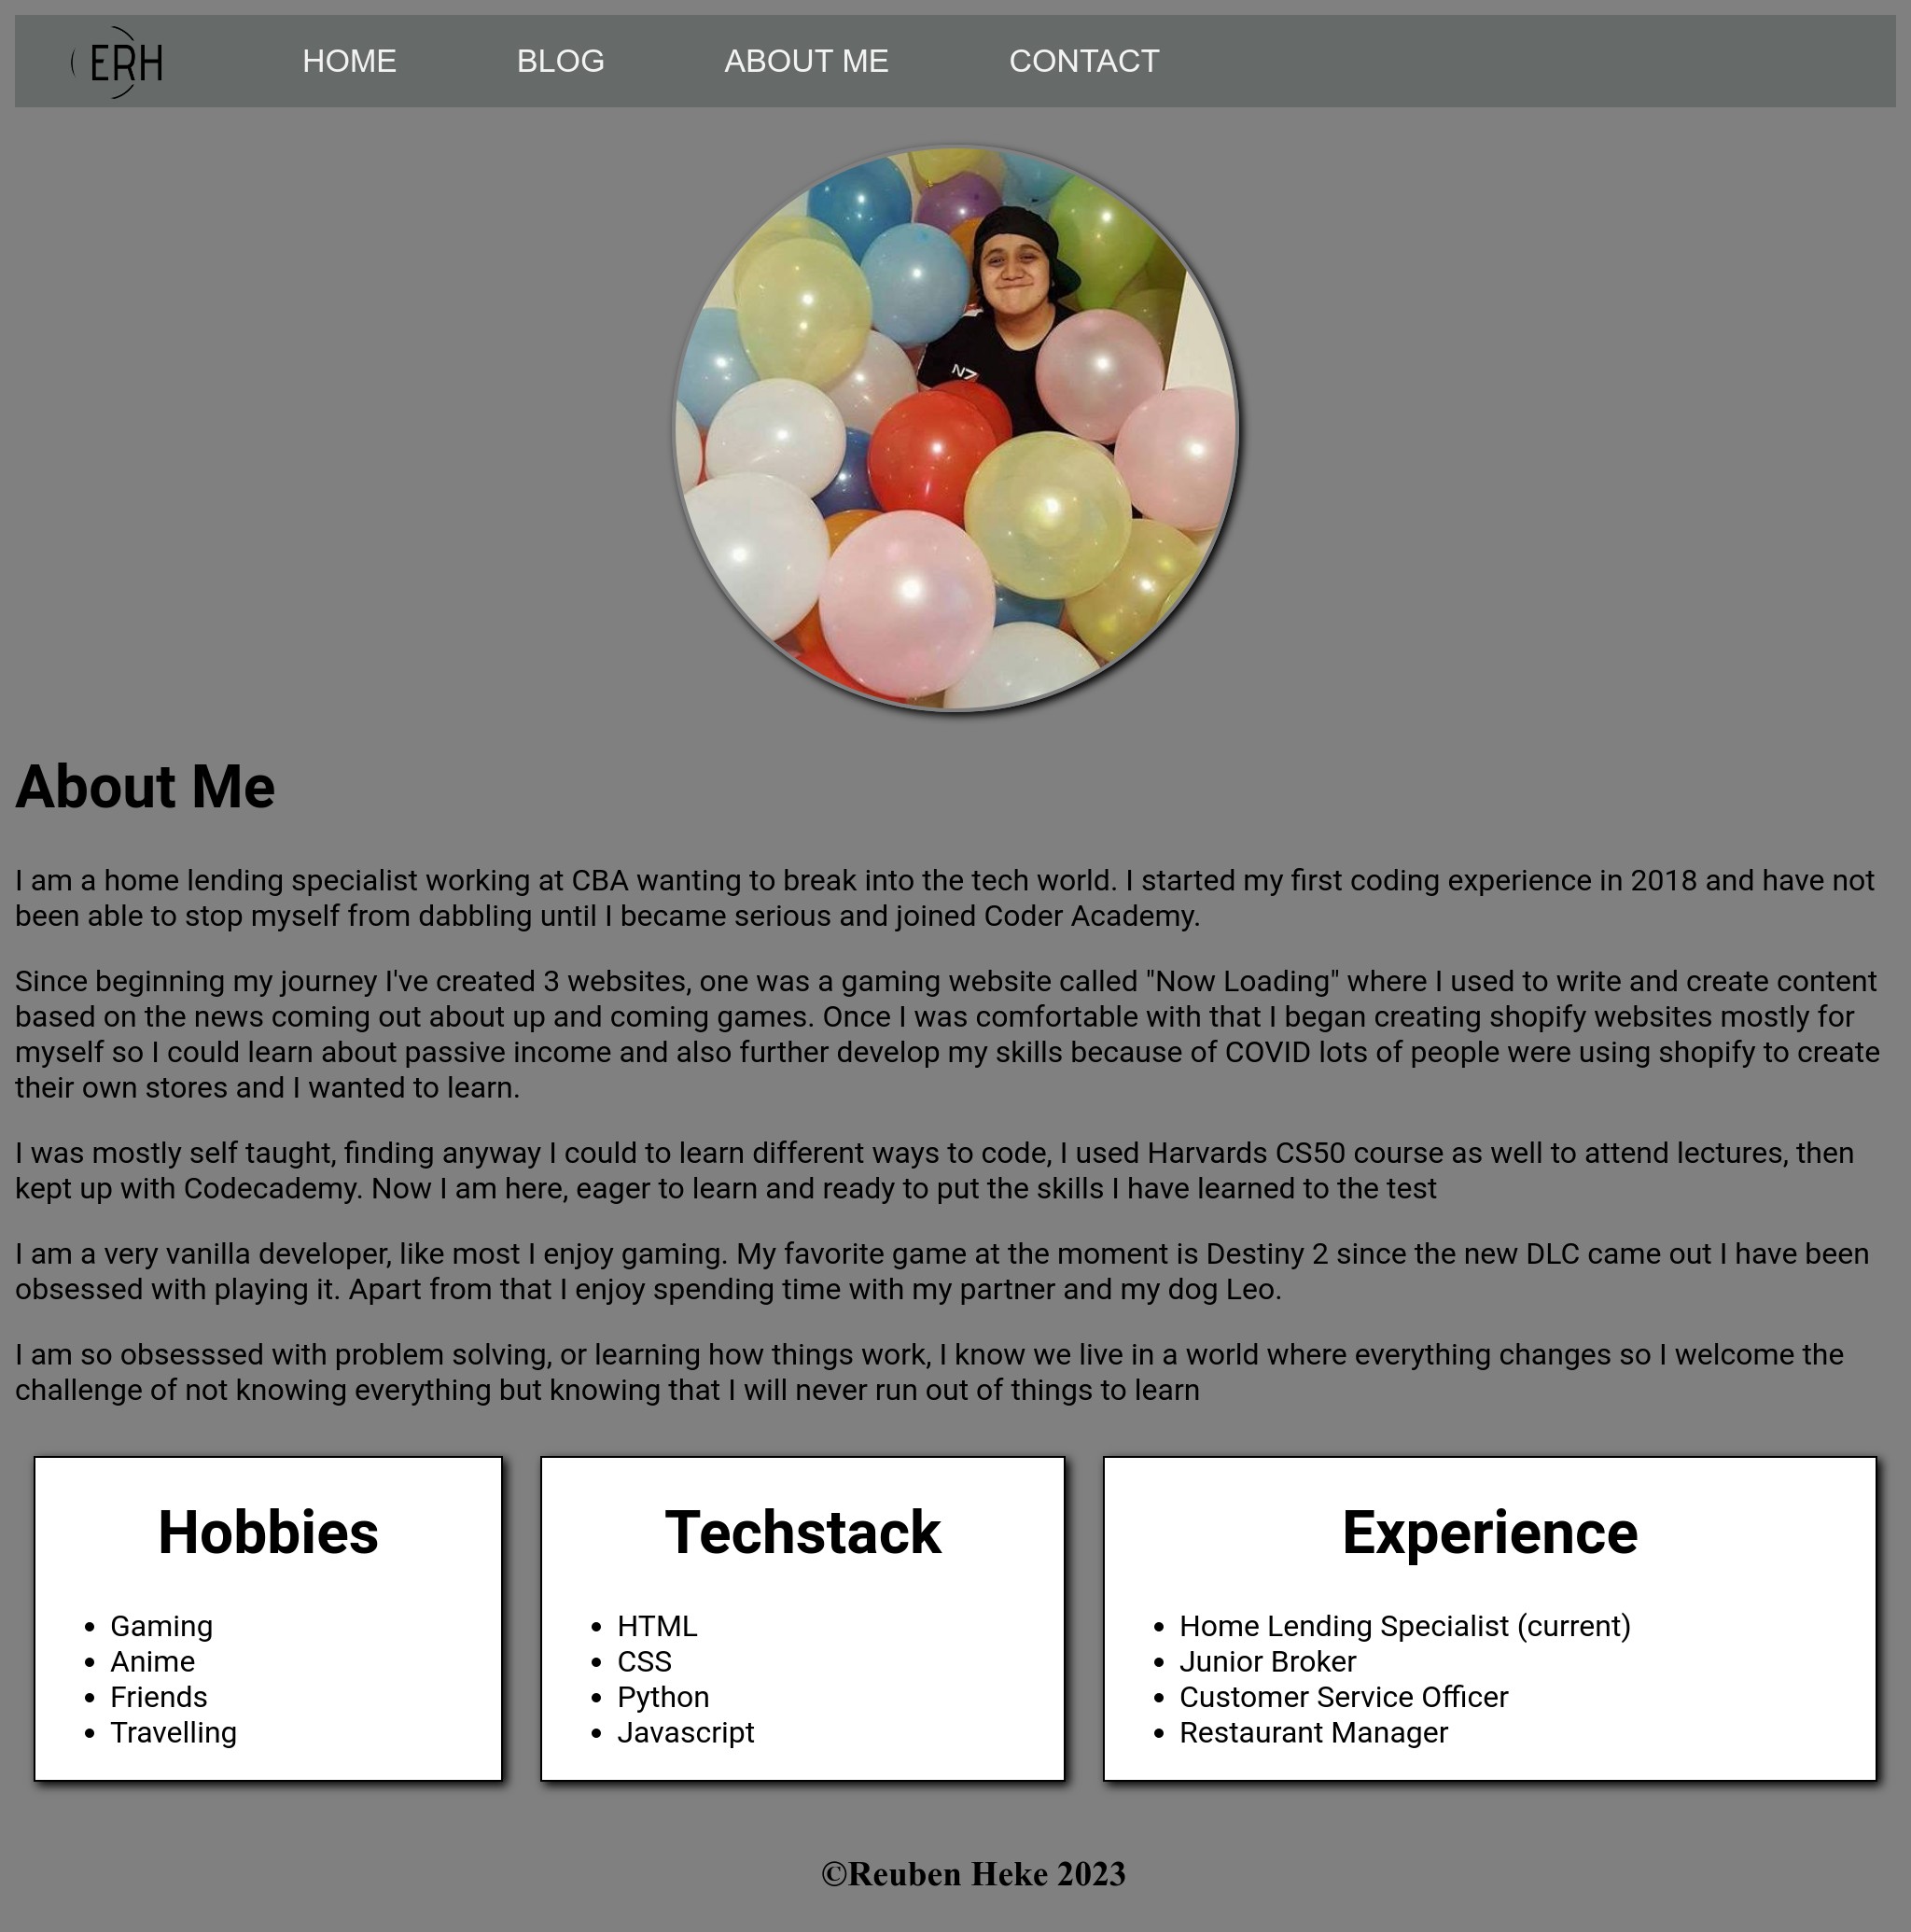 ERH
HOME BLOG ABOUT ME CONTACT
N7
About Me
I am a home lending specialist working at CBA wanting to break into the tech world. I started my first coding experience in 2018 and have not
been able to stop myself from dabbling until I became serious and joined Coder Academy.
Since beginning my journey I've created 3 websites, one was a gaming website called "Now Loading" where I used to write and create content
based on the news coming out about up and coming games. Once I was comfortable with that I began creating shopify websites mostly for
myself so I could learn about passive income and also further develop my skills because of COVID lots of people were using shopify to create
their own stores and I wanted to learn.
I was mostly self taught, finding anyway I could to learn different ways to code, I used Harvards CS50 course as well to attend lectures, then
kept up with Codecademy. Now I am here, eager to learn and ready to put the skills I have learned to the test
I am a very vanilla developer, like most I enjoy gaming. My favorite game at the moment is Destiny 2 since the new DLC came out I have been
obsessed with playing it. Apart from that I enjoy spending time with my partner and my dog Leo.
I am so obsesssed with problem solving, or learning how things work, I know we live in a world where everything changes so I welcome the
challenge of not knowing everything but knowing that I will never run out of things to learn
Hobbies
• Gaming
• Anime
• Friends
• Travelling
Techstack
• HTML
• CSS
• Python
• Javascript
Experience
• Home Lending Specialist (current)
• Junior Broker
• Customer Service Officer
• Restaurant Manager
©Reuben Heke 2023